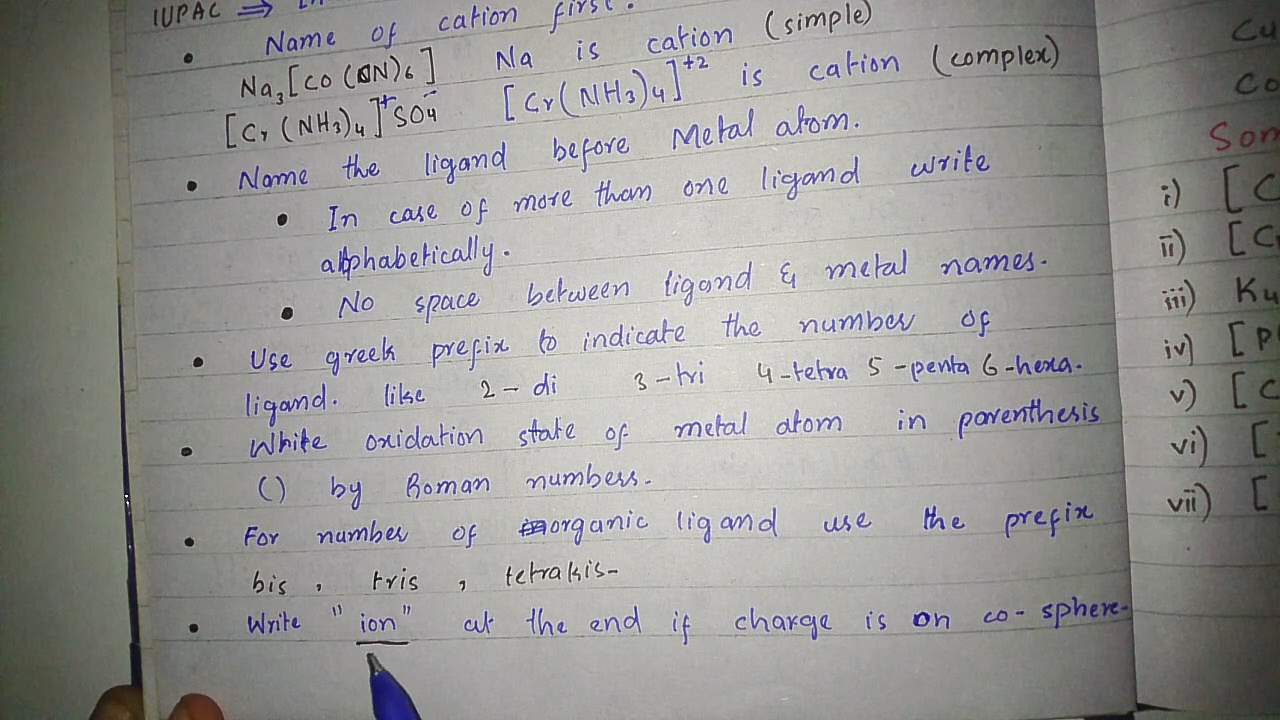 IUPAC ⇒
• Name of cation first.
Na₃[CO(CN)₆] Na is cation (simple)
[Cr(NH₃)₄]⁺SO₄⁻ [Cr(NH₃)₄]⁺² is cation (complex)
• Name the ligand before Metal atom.
• In case of more than one ligand write
alphabetically.
• No space between ligand & metal names.
• Use greek prefix to indicate the number of
ligand. like 2 - di 3 - tri 4 - tetra 5 - penta 6 - hexa.
• White oxidation state of metal atom in parenthesis
() by Roman numbers.
• For number of organic ligand use the prefix
bis, tris, tetrakis-
• Write "ion" at the end if charge is on co-sphere-
Cu
Co
Som
i) [C
ii) [C
iii) Ku
iv) [P
v) [C
vi) [
vii) [